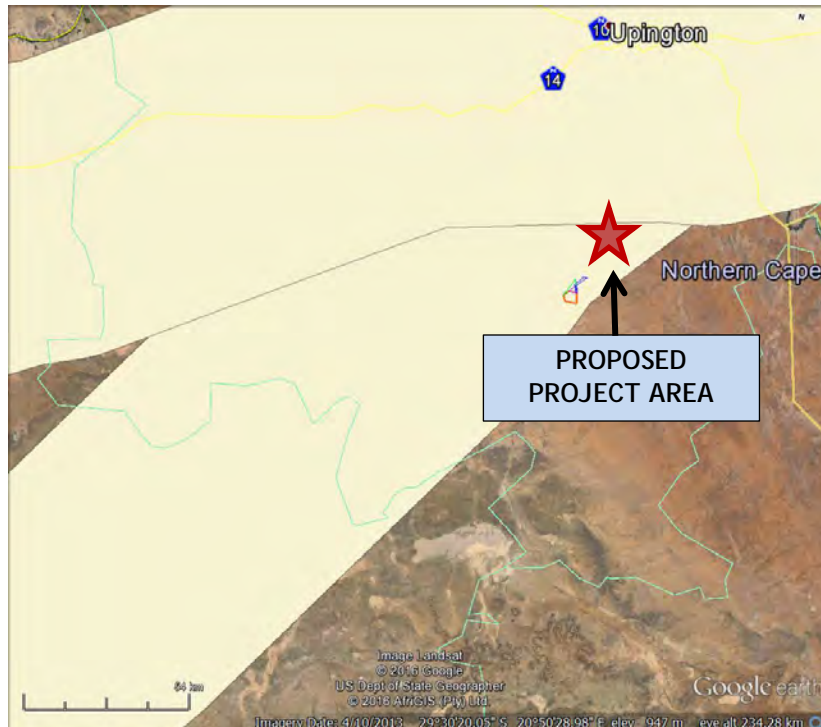 N
10 Upington
N
14
Northern Cape
PROPOSED
PROJECT AREA
Image Landsat
© 2016 Google
US Dept of State Geographer
© 2016 AfriGIS (Pty) Ltd.
64 km
Google earth
Imagery Date: 4/10/2013 29°30'20.05" S 20°50'28.98" E elev 947 m eye alt 234.28 km